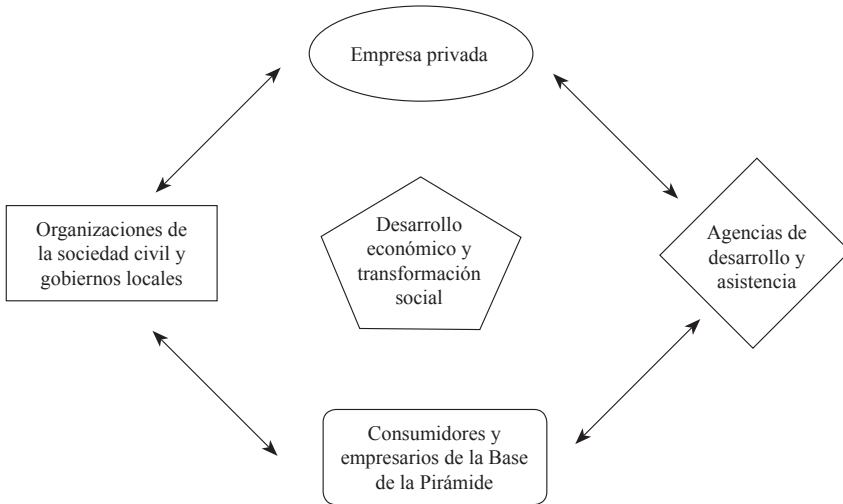 Empresa privada
Organizaciones de
la sociedad civil y
gobiernos locales
Desarrollo
económico y
transformación
social
Agencias de
desarrollo y
asistencia
Consumidores y
empresarios de la Base
de la Pirámide